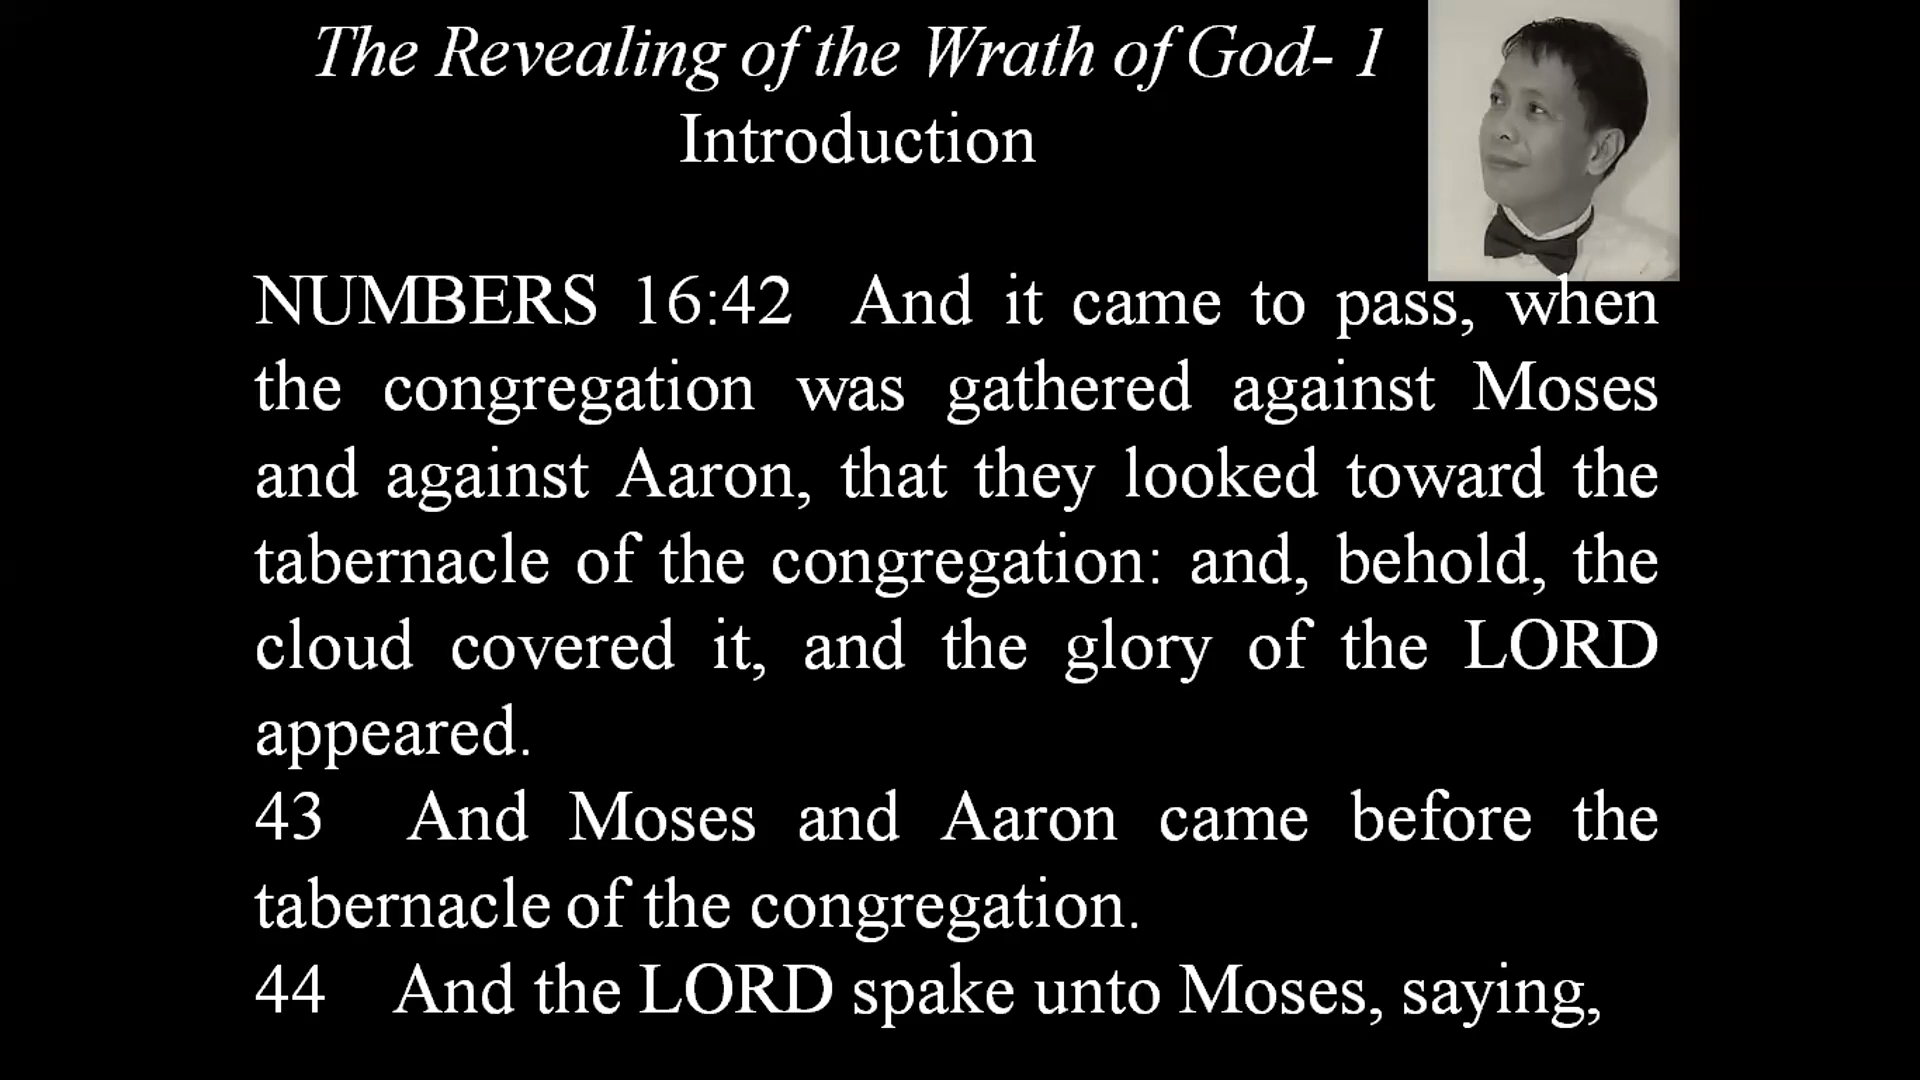 The Revealing of the Wrath of God- 1
Introduction
NUMBERS 16:42 And it came to pass, when
the congregation was gathered against Moses
and against Aaron, that they looked toward the
tabernacle of the congregation: and, behold, the
cloud covered it, and the glory of the LORD
appeared.
43 And Moses and Aaron came before the
tabernacle of the congregation.
44 And the LORD spake unto Moses, saying,